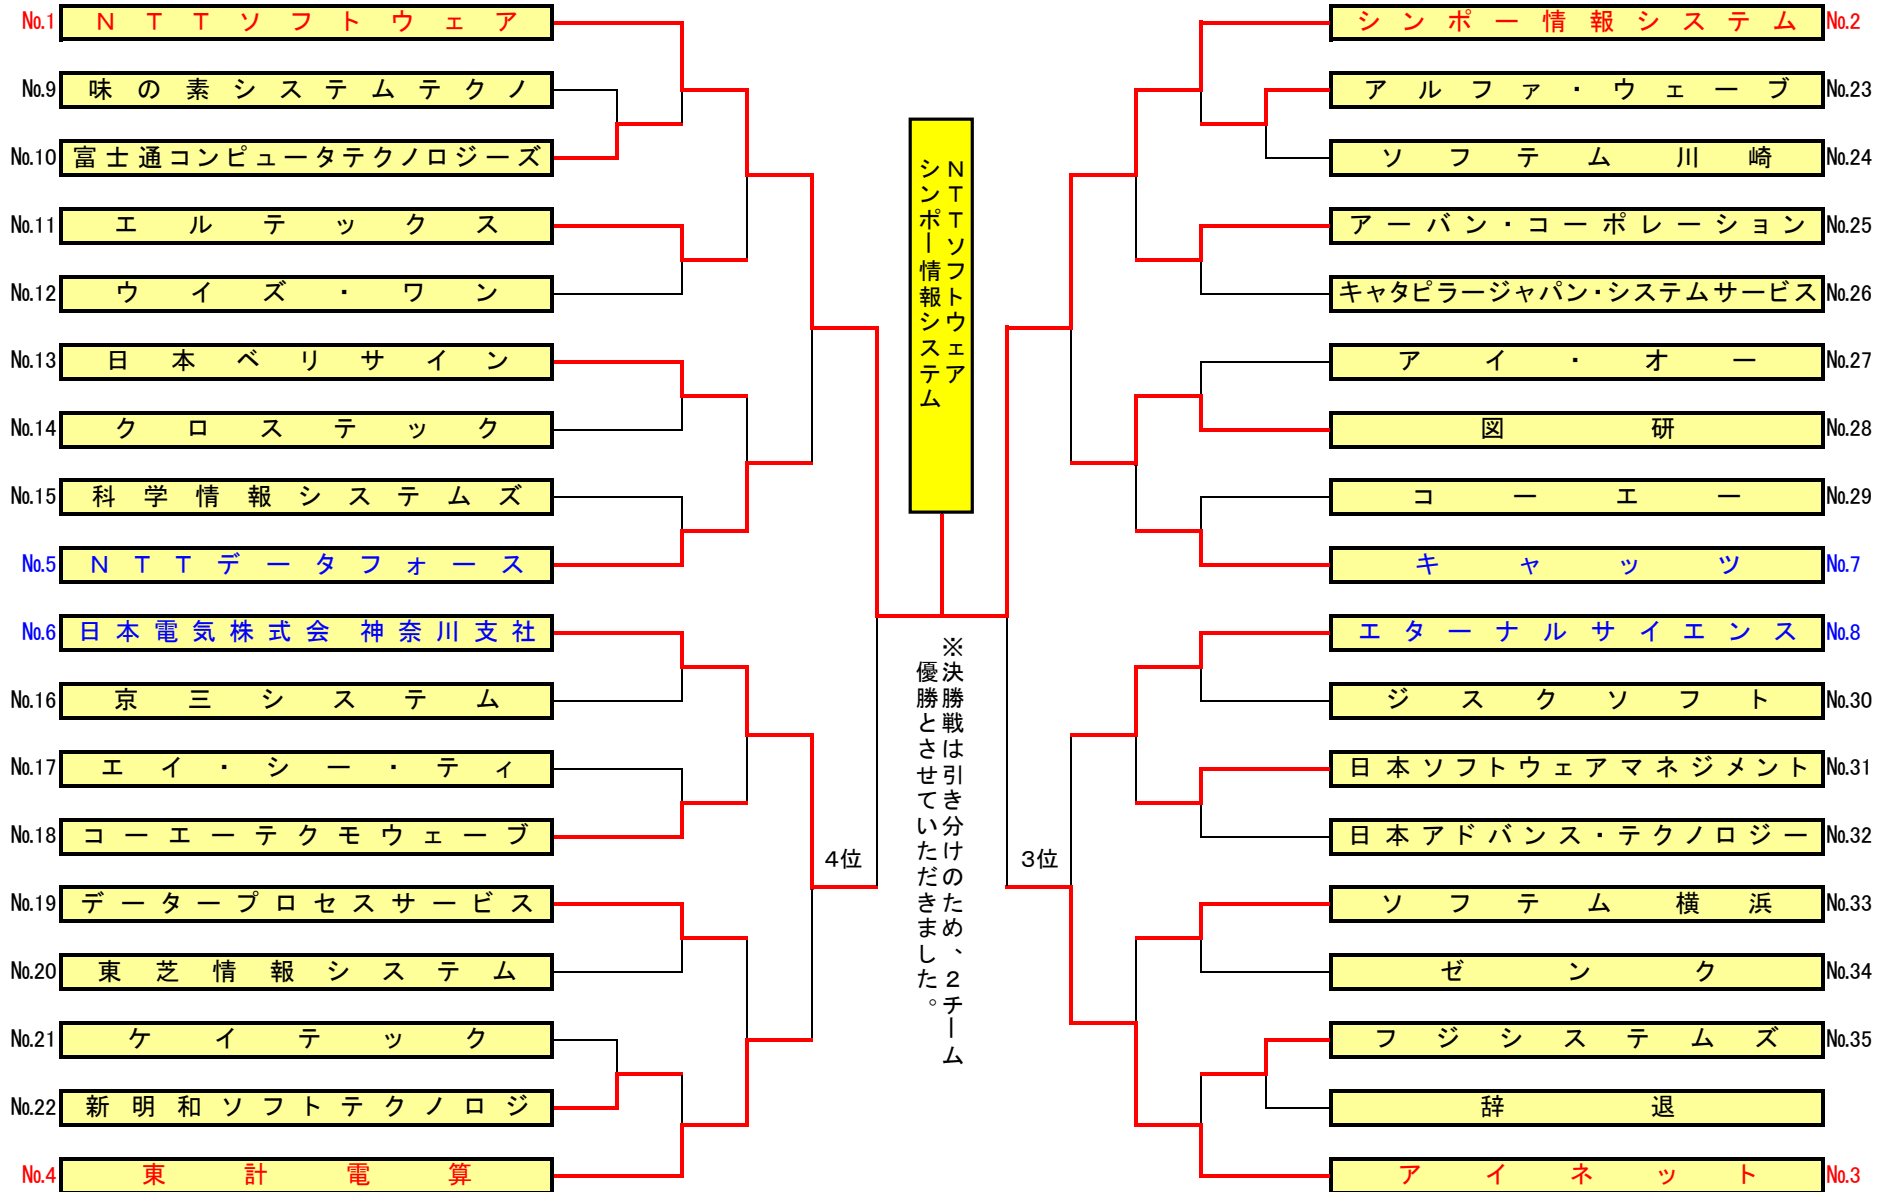 No.1 NTTソフトウェア
No.9 味の素システムテクノ
No.10 富士通コンピュータテクノロジーズ
No.11 エルテックス
No.12 ウイズ・ワン
No.13 日本ベリサイン
No.14 クロステック
No.15 科学情報システムズ
No.5 NTTデータフォース
No.6 日本電気株式会 神奈川支社
No.16 京三システム
No.17 エイ・シー・ティ
No.18 コーエーテクモウェーブ
No.19 データープロセスサービス
No.20 東芝情報システム
No.21 ケイテック
No.22 新明和ソフトテクノロジ
No.4 東計電算
4位
NTTソフトウェア
シンポー情報システム
※決勝戦は引き分けのため、2チーム
優勝とさせていただきました。
3位
シンポー情報システム No.2
アルファ・ウェーブ No.23
ソフテム川崎 No.24
アーバン・コーポレーション No.25
キャタピラージャパン・システムサービス No.26
アイ・オー No.27
図研 No.28
コーエー No.29
キャッツ No.7
エターナルサイエンス No.8
ジスクソフト No.30
日本ソフトウェアマネジメント No.31
日本アドバンス・テクノロジー No.32
ソフテム横浜 No.33
ゼンク No.34
フジシステムズ No.35
辞退
アイネット No.3